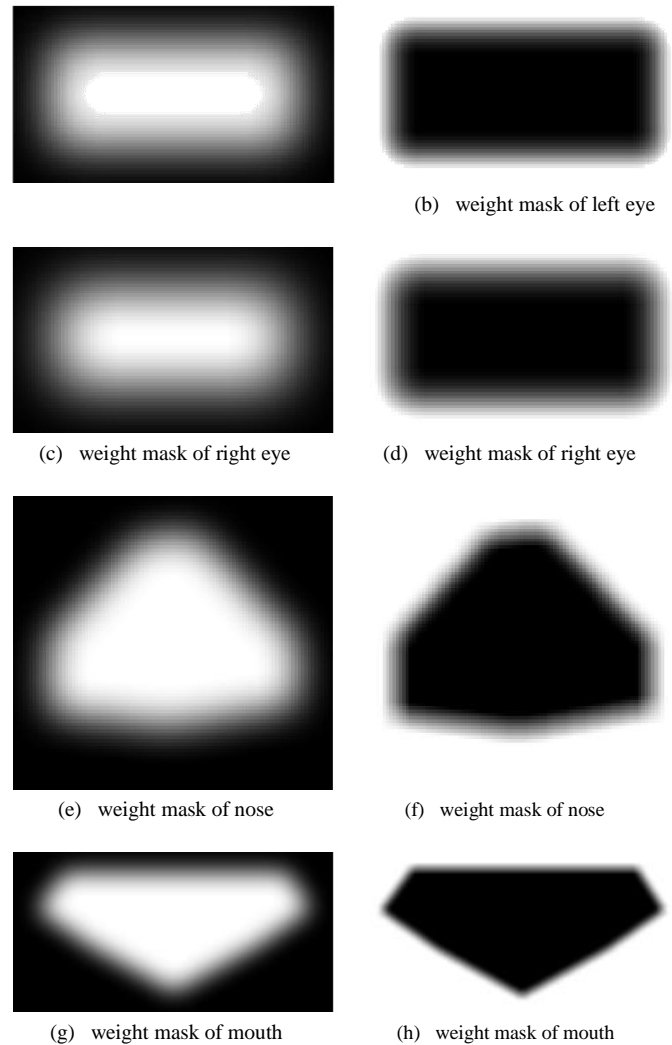 (b) weight mask of left eye
(c) weight mask of right eye
(d) weight mask of right eye
(e) weight mask of nose
(f) weight mask of nose
(g) weight mask of mouth
(h) weight mask of mouth